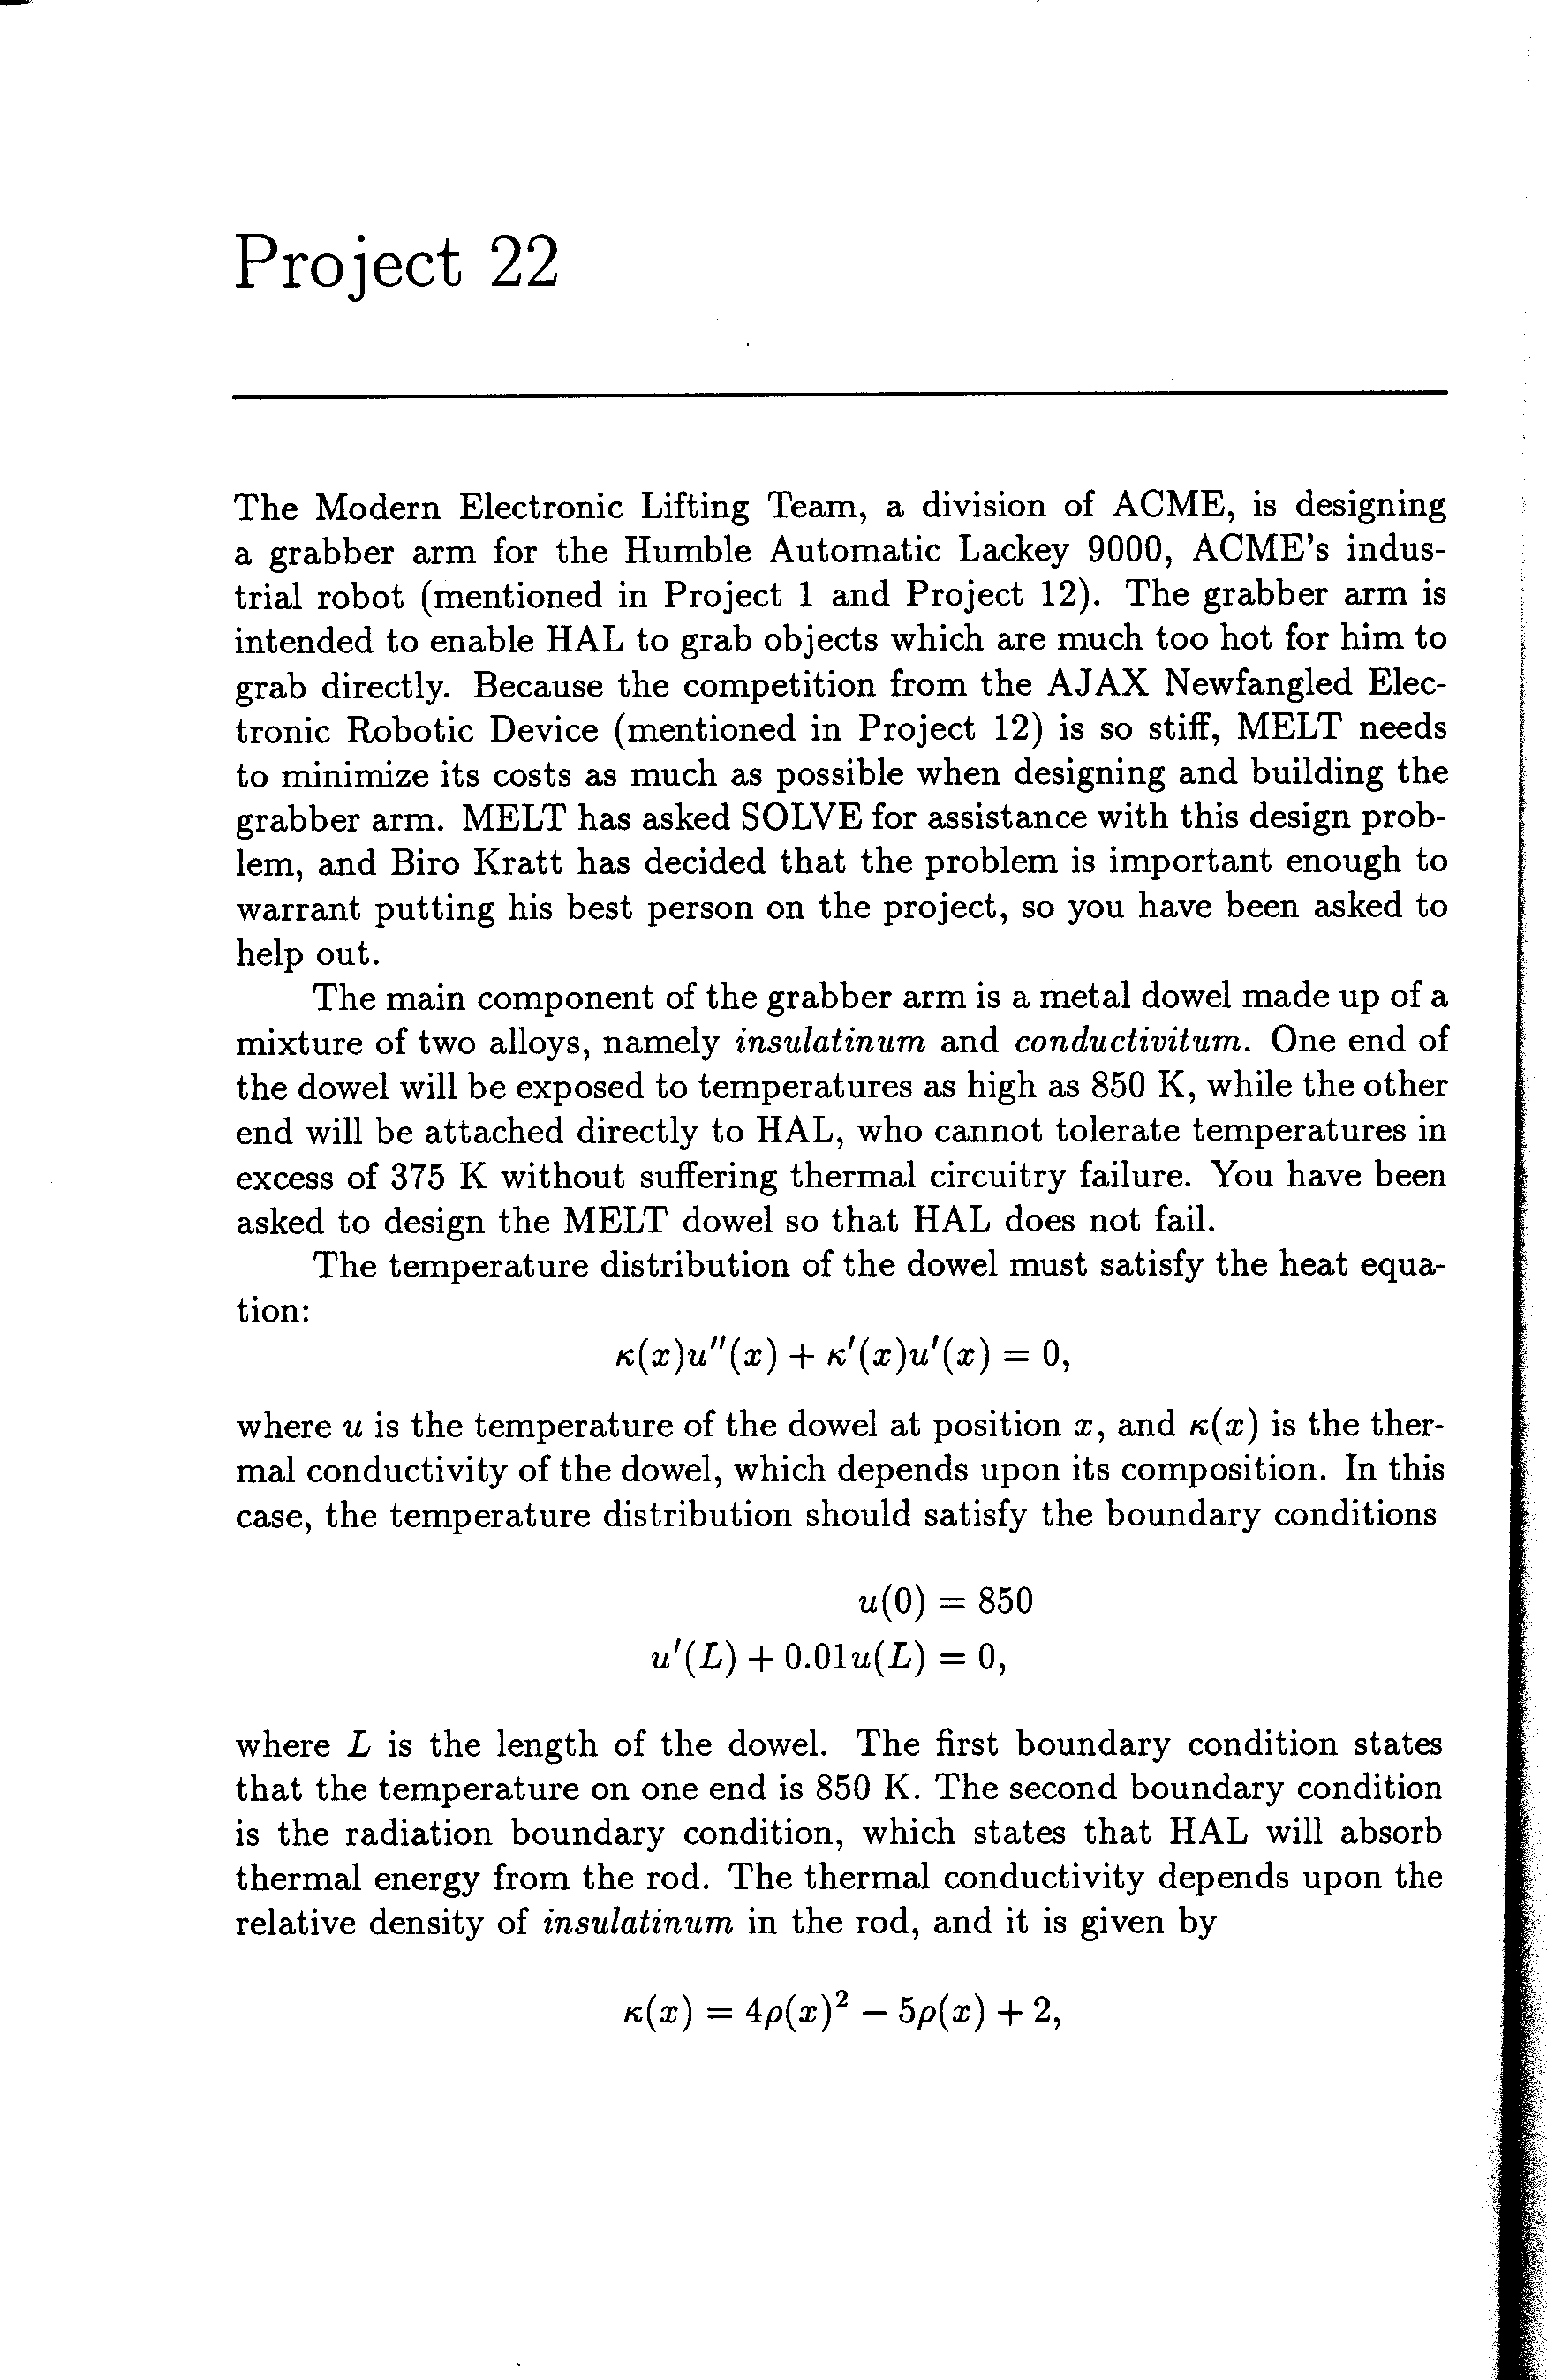 Project 22
The Modern Electronic Lifting Team, a division of ACME, is designing
a grabber arm for the Humble Automatic Lackey 9000, ACME's indus-
trial robot (mentioned in Project 1 and Project 12). The grabber arm is
intended to enable HAL to grab objects which are much too hot for him to
grab directly. Because the competition from the AJAX Newfangled Elec-
tronic Robotic Device (mentioned in Project 12) is so stiff, MELT needs
to minimize its costs as much as possible when designing and building the
grabber arm. MELT has asked SOLVE for assistance with this design prob-
lem, and Biro Kratt has decided that the problem is important enough to
warrant putting his best person on the project, so you have been asked to
help out.
The main component of the grabber arm is a metal dowel made up of a
mixture of two alloys, namely insulatinum and conductivitum. One end of
the dowel will be exposed to temperatures as high as 850 K, while the other
end will be attached directly to HAL, who cannot tolerate temperatures in
excess of 375 K without suffering thermal circuitry failure. You have been
asked to design the MELT dowel so that HAL does not fail.
The temperature distribution of the dowel must satisfy the heat equa-
tion:
κ(x)u″(x) + κ′(x)u′(x) = 0,
where u is the temperature of the dowel at position x, and κ(x) is the ther-
mal conductivity of the dowel, which depends upon its composition. In this
case, the temperature distribution should satisfy the boundary conditions
u(0) = 850
u′(L) + 0.01u(L) = 0,
where L is the length of the dowel. The first boundary condition states
that the temperature on one end is 850 K. The second boundary condition
is the radiation boundary condition, which states that HAL will absorb
thermal energy from the rod. The thermal conductivity depends upon the
relative density of insulatinum in the rod, and it is given by
κ(x) = 4ρ(x)² − 5ρ(x) + 2,